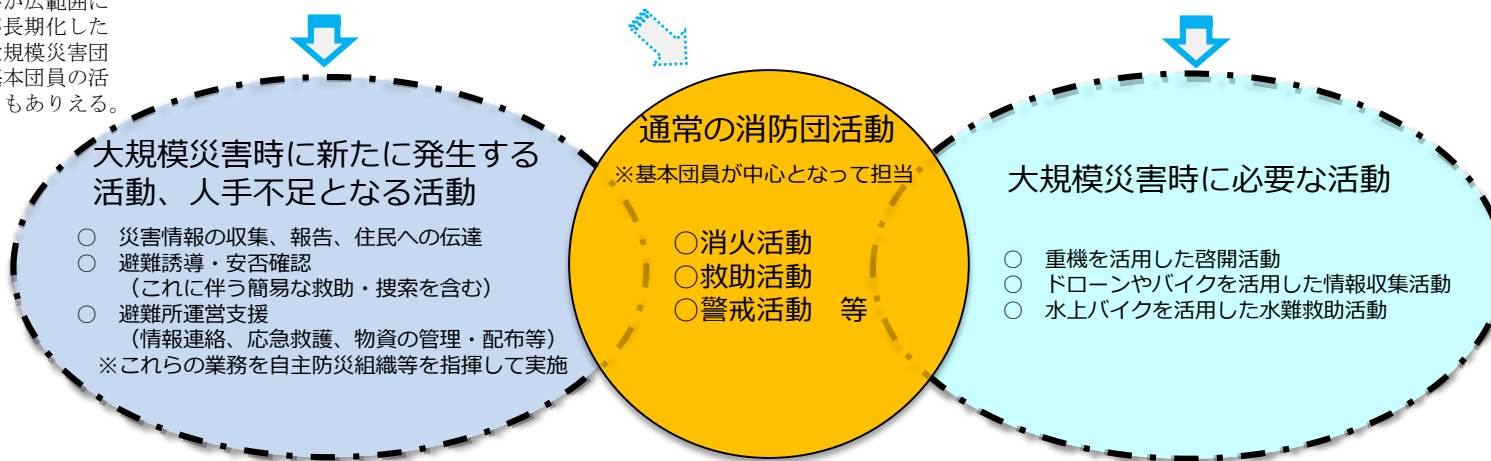 が広範囲に
長期化した
規模災害団
基本団員の活
もありえる。
大規模災害時に新たに発生する
活動、人手不足となる活動
○ 災害情報の収集、報告、住民への伝達
○ 避難誘導・安否確認
（これに伴う簡易な救助・捜索を含む）
○ 避難所運営支援
（情報連絡、応急救護、物資の管理・配布等）
※これらの業務を自主防災組織等を指揮して実施
通常の消防団活動
※基本団員が中心となって担当
○消火活動
○救助活動
○警戒活動 等
大規模災害時に必要な活動
○ 重機を活用した啓開活動
○ ドローンやバイクを活用した情報収集活動
○ 水上バイクを活用した水難救助活動